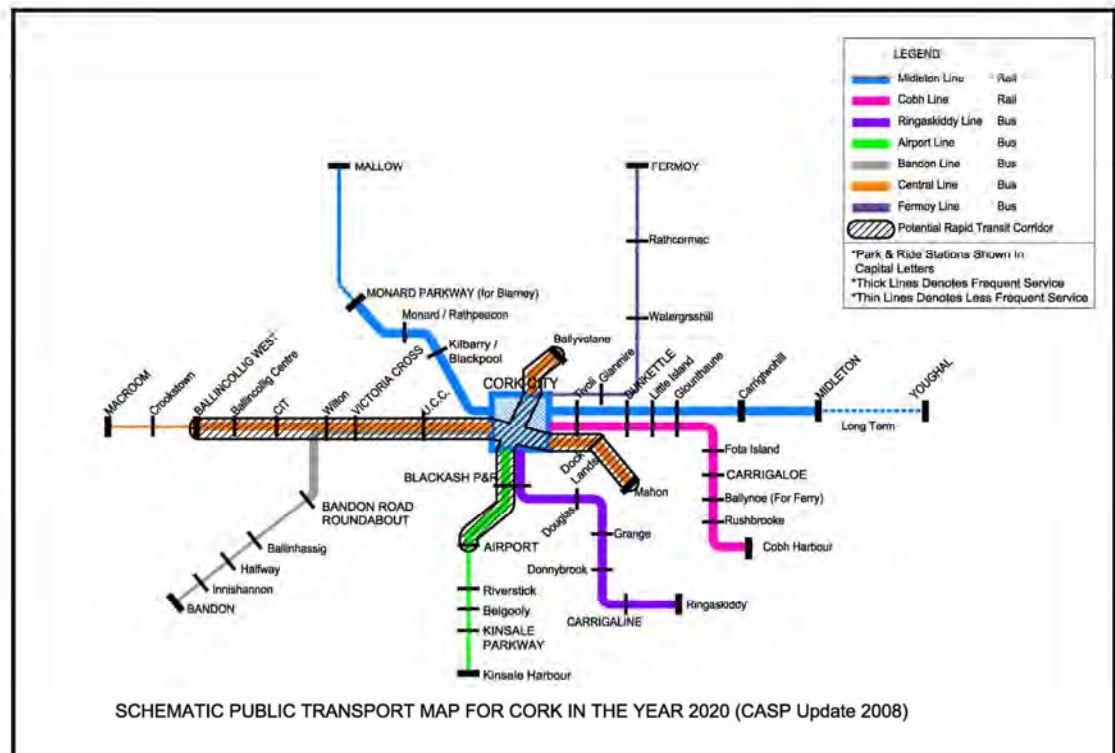 LEGEND
Midleton Line Rail
Cobh Line Rail
Ringaskiddy Line Bus
Airport Line Bus
Bandon Line Bus
Central Line Bus
Fermoy Line Bus
Potential Rapid Transit Corridor
*Park & Ride Stations Shown In
Capital Letters
*Thick Lines Denotes Frequent Service
*Thin Lines Denotes Less Frequent Service
MALLOW
FERMOY
Rathcormac
MONARD PARKWAY (for Blarney)
Monard / Rathpeacon
Watergrsshill
Kilbarry /
Blackpool
Ballyvolane
CORK CITY
MACROOM
Crookstown
BALLINCOLLIG WEST
Ballincollig Centre
CIT
Wilton
VICTORIA CROSS
U.C.C.
Tivoli
Glanmire
DUNKETTLE
Little Island
Glounthaune
Carrigtwohill
MIDLETON
YOUGHAL
Long Term
Fota Island
CARRIGALOE
Ballynoe (For Ferry)
Rushbrooke
Cobh Harbour
Dock
Lands
Mahon
BLACKASH P&R
Douglas
Grange
Donnybrook
CARRIGALINE
Ringaskiddy
BANDON ROAD
ROUNDABOUT
Ballinhassig
Halfway
Innishannon
BANDON
AIRPORT
Riverstick
Belgooly
KINSALE
PARKWAY
Kinsale Harbour
SCHEMATIC PUBLIC TRANSPORT MAP FOR CORK IN THE YEAR 2020 (CASP Update 2008)